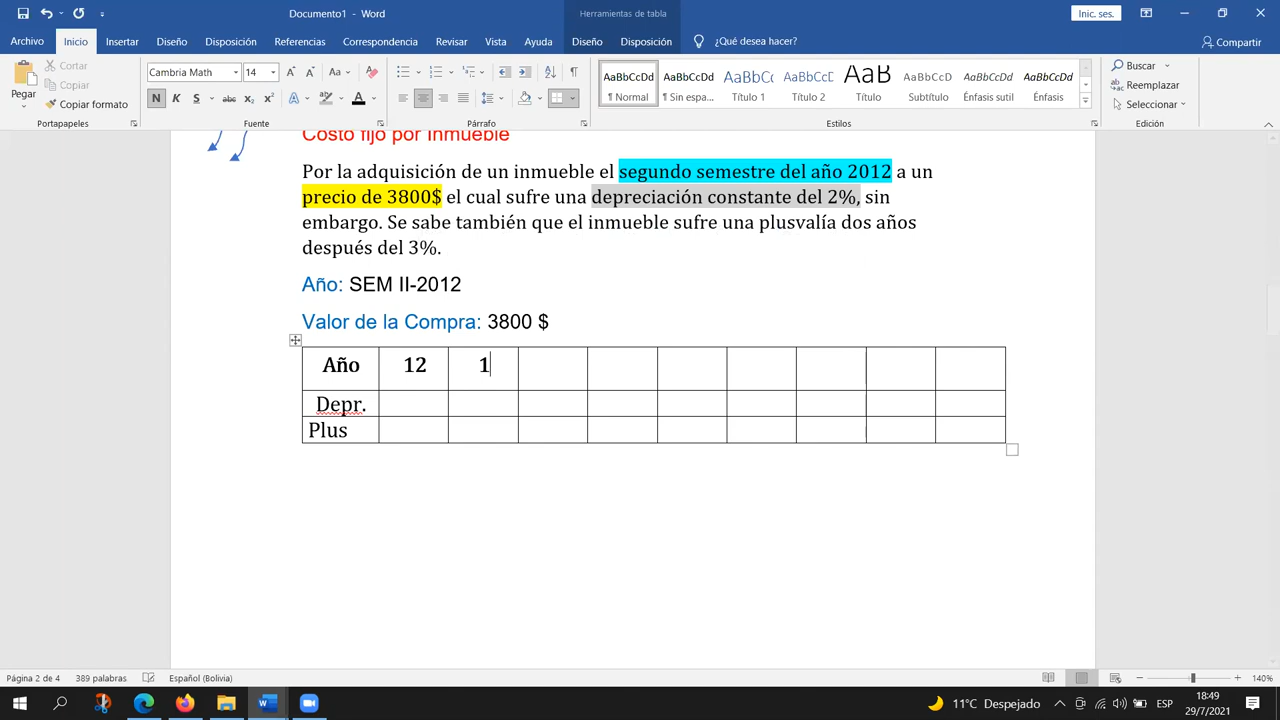 Documento1 - Word
Herramientas de tabla
Inic. ses.
Archivo Inicio Insertar Diseño Disposición Referencias Correspondencia Revisar Vista Ayuda Diseño Disposición ¿Qué desea hacer? Compartir
Pegar
Cortar
Copiar
Copiar formato
Portapapeles
Cambria Math 14
Aa
N K S abc x₂ x² A A
Fuente
Párrafo
AaBbCcDd AaBbCcDd AaBbCc AaBbCcD AaB AaBbCcD AaBbCcDd AaBbCcDd
¶ Normal ¶ Sin espa... Título 1 Título 2 Título Subtítulo Énfasis sutil Énfasis
Estilos
Buscar
Reemplazar
Seleccionar
Edición
Costo fijo por Inmueble
Por la adquisición de un inmueble el segundo semestre del año 2012 a un
precio de 3800$ el cual sufre una depreciación constante del 2%, sin
embargo. Se sabe también que el inmueble sufre una plusvalía dos años
después del 3%.
Año: SEM II-2012
Valor de la Compra: 3800 $
Año 12 1
Depr.
Plus
Página 2 de 4 389 palabras Español (Bolivia) 140%
11°C Despejado ESP 18:49
29/7/2021